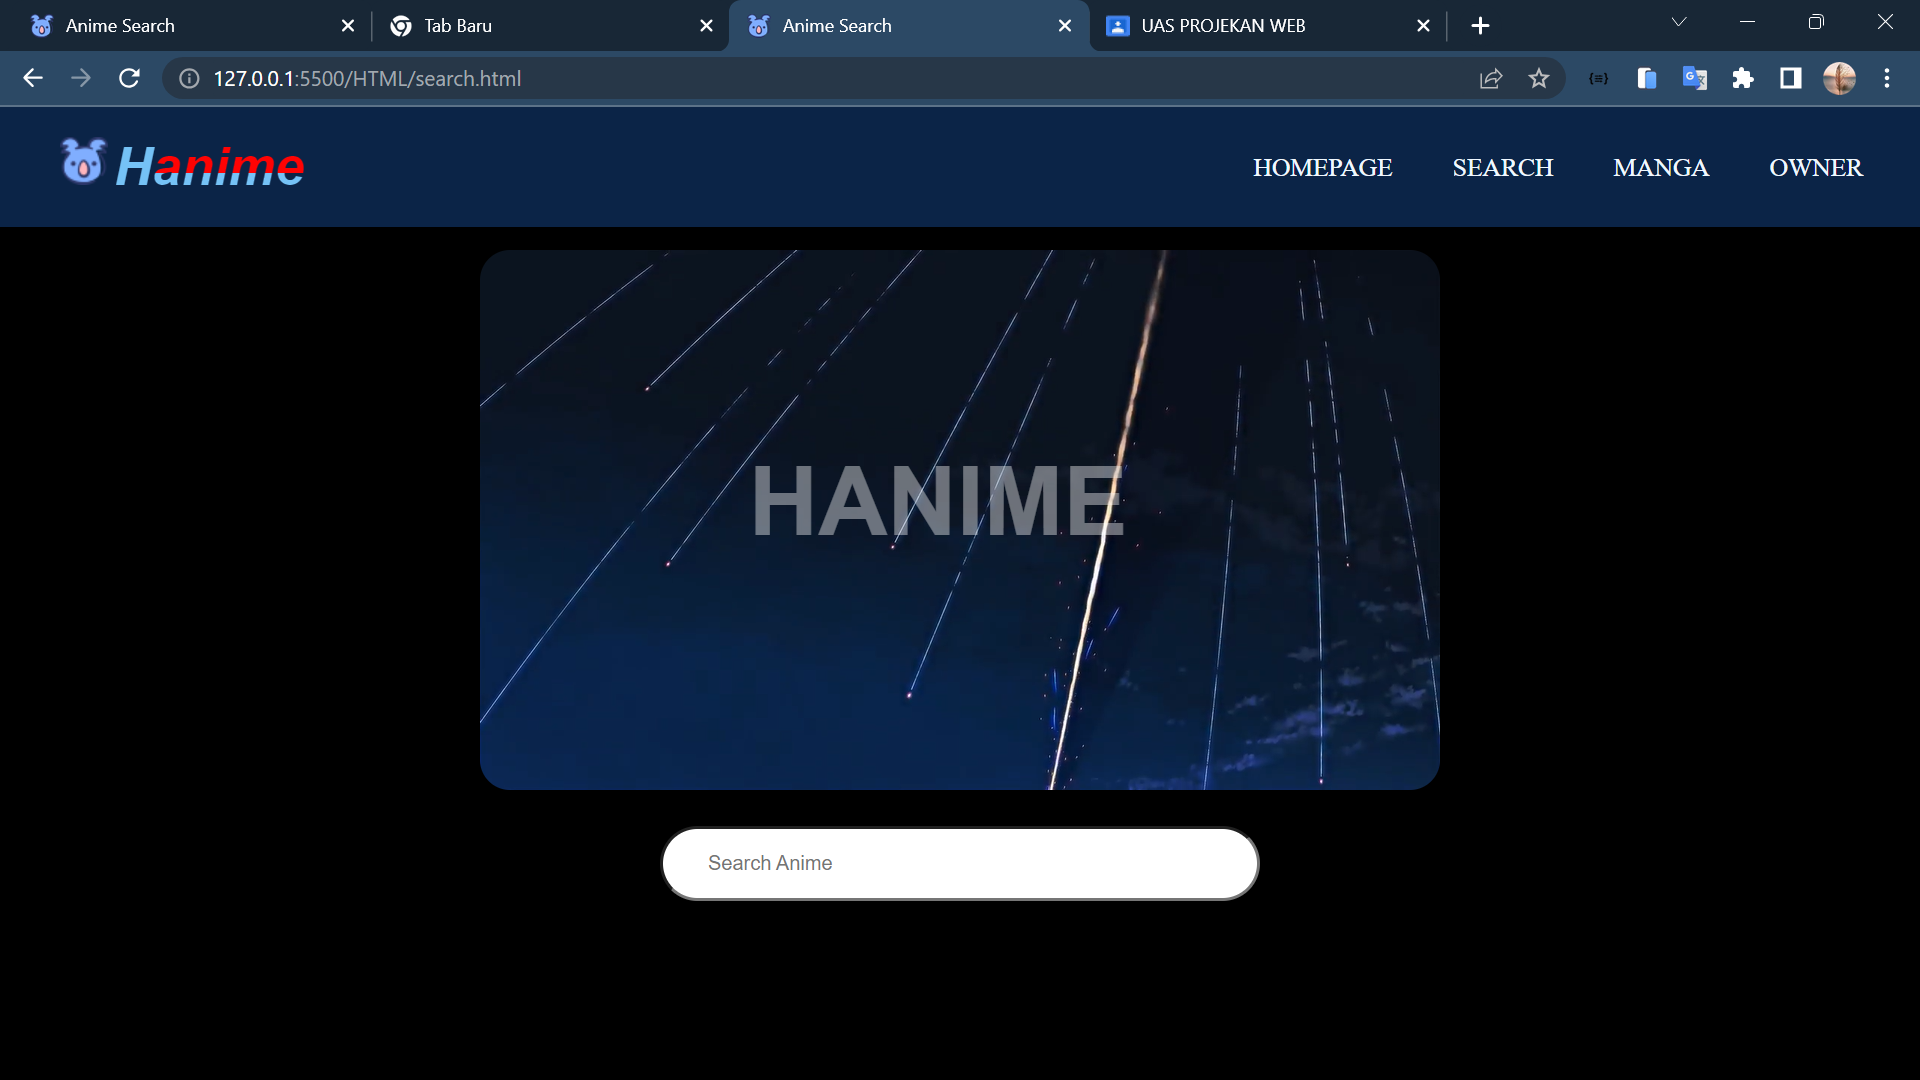 Anime Search
Tab Baru
Anime Search
UAS PROJEKAN WEB
127.0.0.1:5500/HTML/search.html
Hanime
HOMEPAGE
SEARCH
MANGA
OWNER
HANIME
Search Anime